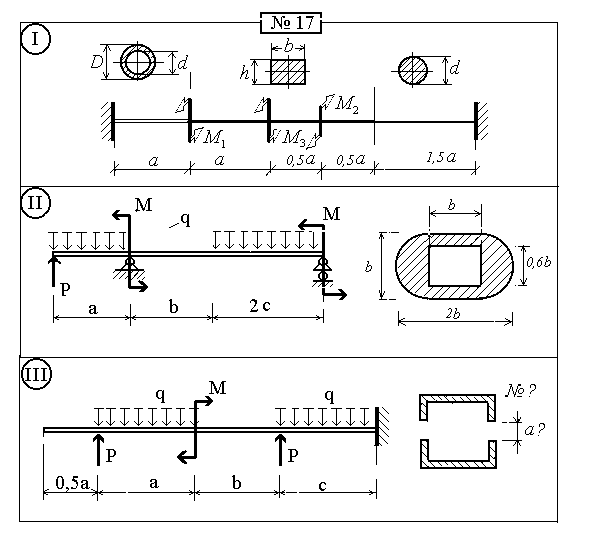 № 17
I
D d
h b
d
M₁ M₃ M₂
a a 0,5a 0,5a 1,5a
II
M q M
P
a b 2 c
b
b 0,6b
2b
III
q M q
P P
0,5a a b c
№ ?
a ?